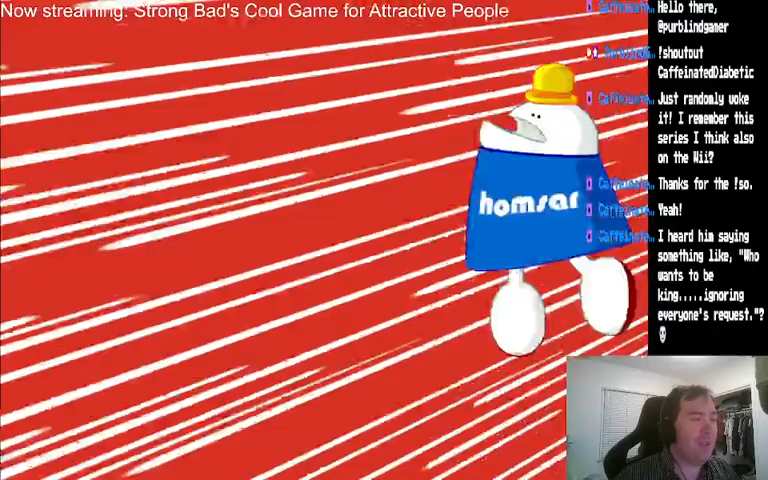 Now streaming: Strong Bad's Cool Game for Attractive People
homsar
Hello there,
@purblindgamer
!shoutout
CaffeinatedDiabetic
Just randomly woke
it! I remember this
series I think also
on the Wii?
Thanks for the !so.
Yeah!
I heard him saying
something like, "Who
wants to be
king.....ignoring
everyone's request."?